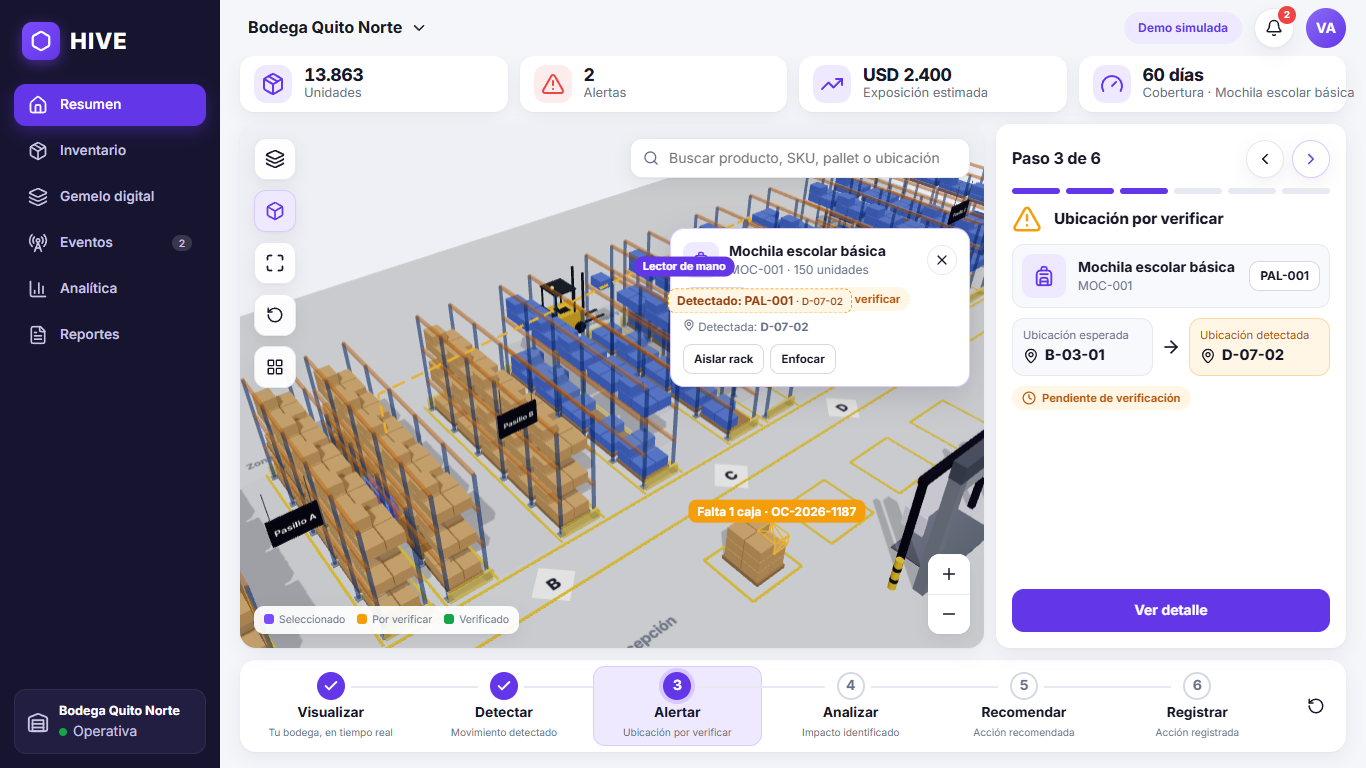 HIVE
Resumen
Inventario
Gemelo digital
Eventos
2
Analítica
Reportes
Bodega Quito Norte
Operativa
Bodega Quito Norte
Demo simulada
2
VA
13.863
Unidades
2
Alertas
USD 2.400
Exposición estimada
60 días
Cobertura · Mochila escolar básica
Buscar producto, SKU, pallet o ubicación
Mochila escolar básica
MOC-001 · 150 unidades
Lector de mano
Detectado: PAL-001 · D-07-02
verificar
Detectada: D-07-02
Aislar rack
Enfocar
Pasillo B
Pasillo A
D
C
B
Falta 1 caja · OC-2026-1187
epción
Zon
+
−
Seleccionado
Por verificar
Verificado
Paso 3 de 6
Ubicación por verificar
Mochila escolar básica
MOC-001
PAL-001
Ubicación esperada
B-03-01
Ubicación detectada
D-07-02
Pendiente de verificación
Ver detalle
Visualizar
Tu bodega, en tiempo real
Detectar
Movimiento detectado
3
Alertar
Ubicación por verificar
4
Analizar
Impacto identificado
5
Recomendar
Acción recomendada
6
Registrar
Acción registrada